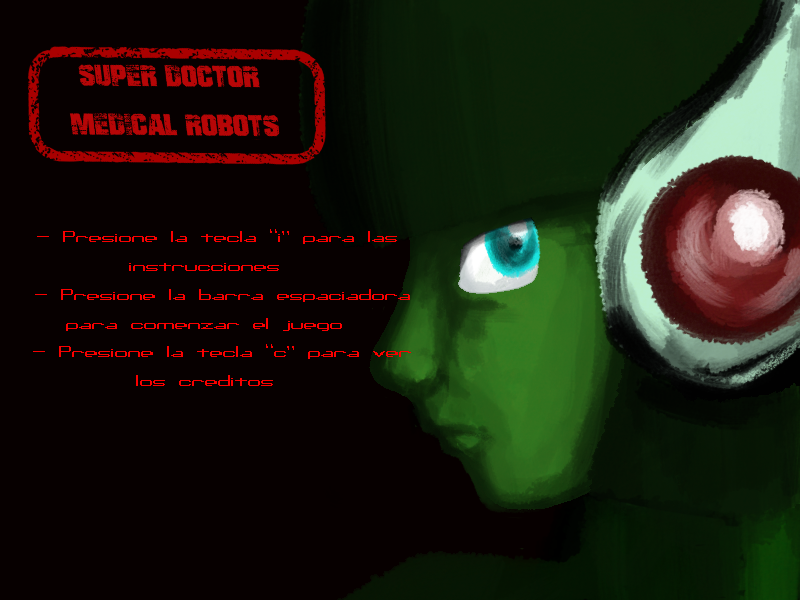 SUPER DOCTOR
MEDICAL ROBOTS
- Presione la tecla "i" para las
instrucciones
- Presione la barra espaciadora
para comenzar el juego
- Presione la tecla "c" para ver
los creditos